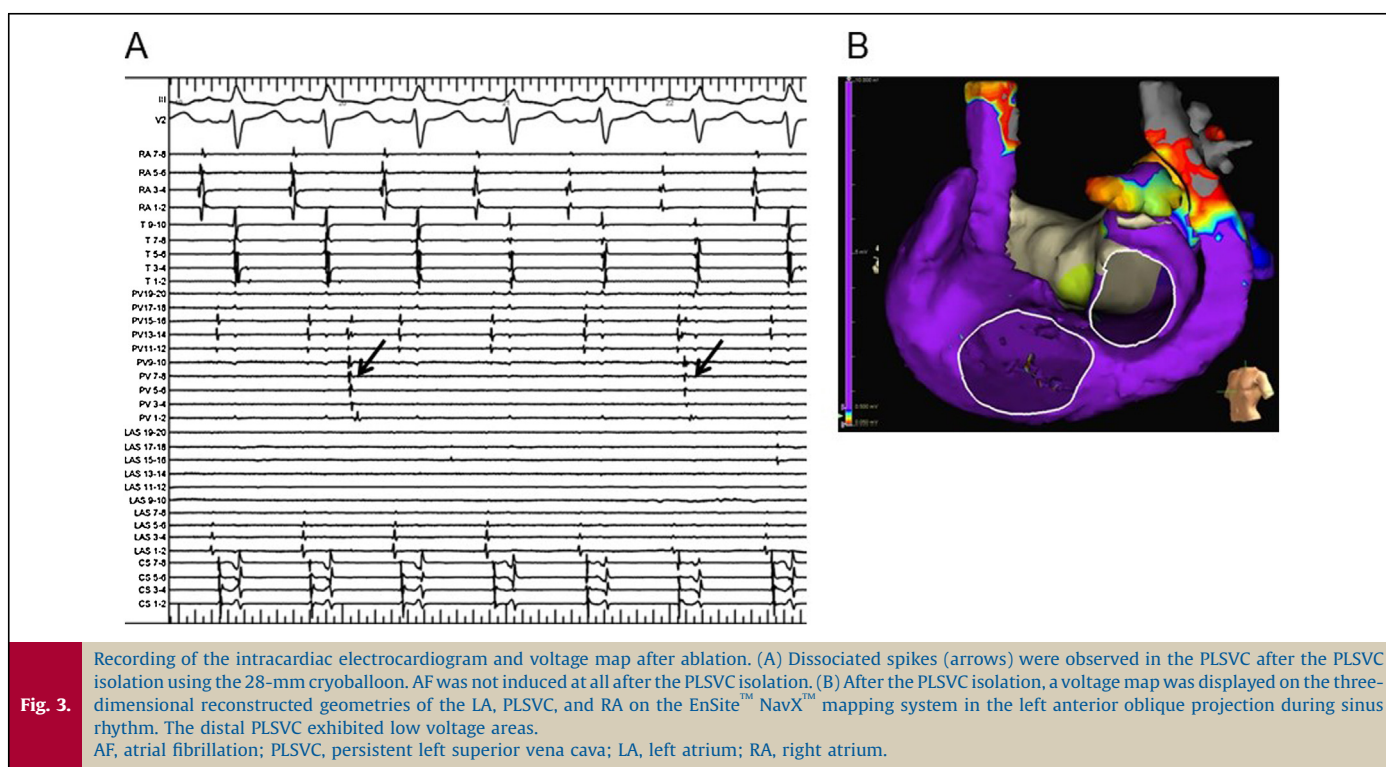 A
B
III
V2
RA 7-8
RA 5-6
RA 3-4
RA 1-2
T 9-10
T 7-8
T 5-6
T 3-4
T 1-2
PV19-20
PV17-18
PV15-16
PV13-14
PV11-12
PV9-10
PV 7-8
PV 5-6
PV 3-4
PV 1-2
LAS 19-20
LAS 17-18
LAS 15-16
LAS 13-14
LAS 11-12
LAS 9-10
LAS 7-8
LAS 5-6
LAS 3-4
LAS 1-2
CS 7-8
CS 5-6
CS 3-4
CS 1-2
Fig. 3.
Recording of the intracardiac electrocardiogram and voltage map after ablation. (A) Dissociated spikes (arrows) were observed in the PLSVC after the PLSVC
isolation using the 28-mm cryoballoon. AF was not induced at all after the PLSVC isolation. (B) After the PLSVC isolation, a voltage map was displayed on the three-
dimensional reconstructed geometries of the LA, PLSVC, and RA on the EnSite™ NavX™ mapping system in the left anterior oblique projection during sinus
rhythm. The distal PLSVC exhibited low voltage areas.
AF, atrial fibrillation; PLSVC, persistent left superior vena cava; LA, left atrium; RA, right atrium.